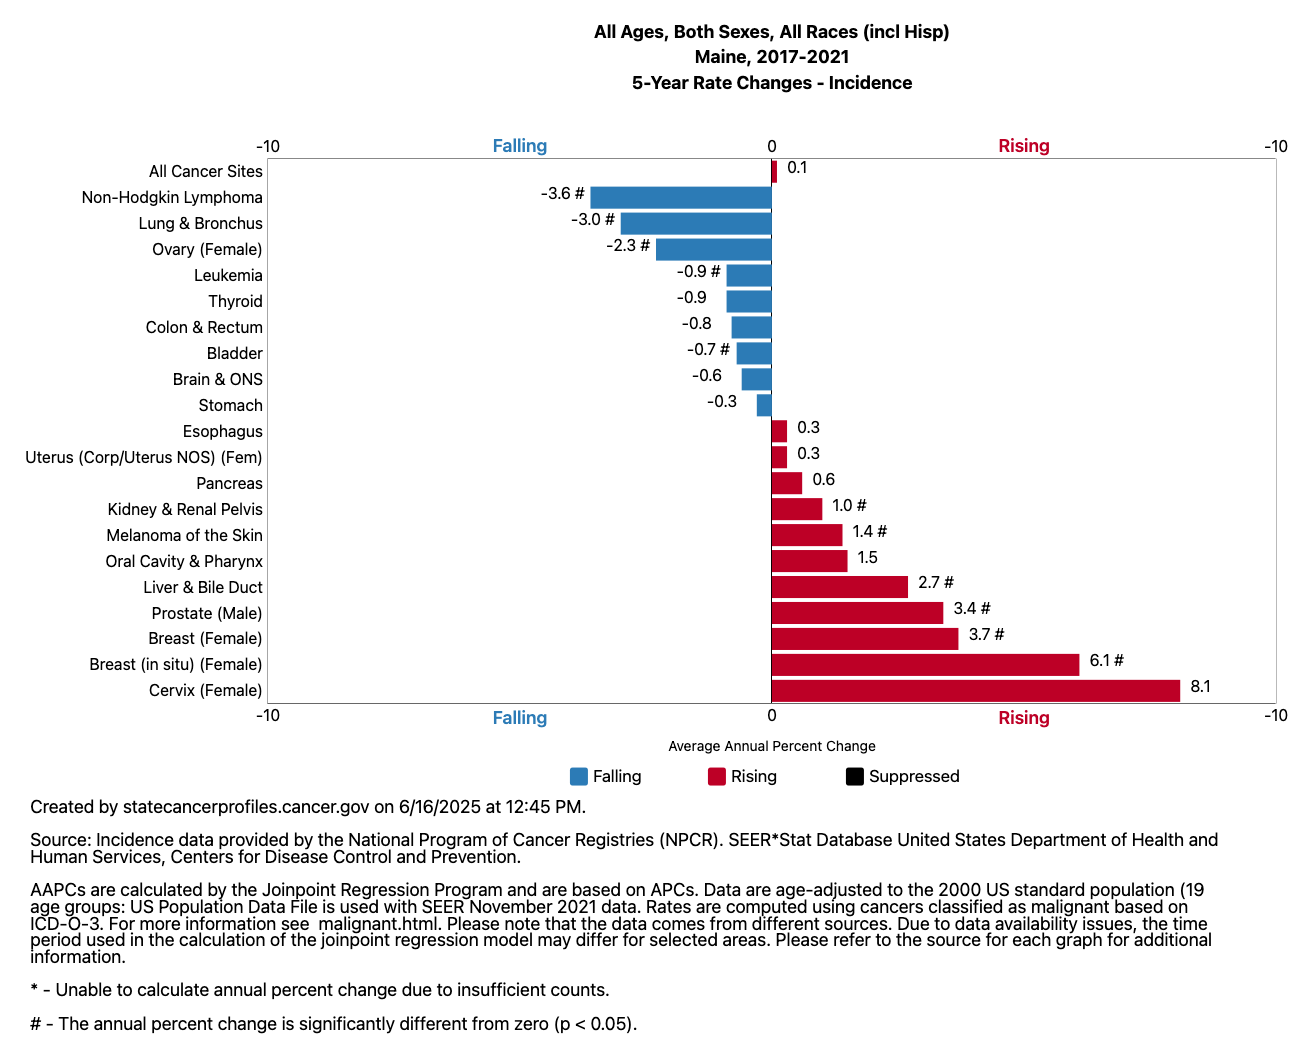 All Ages, Both Sexes, All Races (incl Hisp)
Maine, 2017-2021
5-Year Rate Changes - Incidence
-10 Falling 0 Rising -10
All Cancer Sites 0.1
Non-Hodgkin Lymphoma -3.6 #
Lung & Bronchus -3.0 #
Ovary (Female) -2.3 #
Leukemia -0.9 #
Thyroid -0.9
Colon & Rectum -0.8
Bladder -0.7 #
Brain & ONS -0.6
Stomach -0.3
Esophagus 0.3
Uterus (Corp/Uterus NOS) (Fem) 0.3
Pancreas 0.6
Kidney & Renal Pelvis 1.0 #
Melanoma of the Skin 1.4 #
Oral Cavity & Pharynx 1.5
Liver & Bile Duct 2.7 #
Prostate (Male) 3.4 #
Breast (Female) 3.7 #
Breast (in situ) (Female) 6.1 #
Cervix (Female) 8.1
-10 Falling 0 Rising -10
Average Annual Percent Change
Falling Rising Suppressed
Created by statecancerprofiles.cancer.gov on 6/16/2025 at 12:45 PM.
Source: Incidence data provided by the National Program of Cancer Registries (NPCR). SEER*Stat Database United States Department of Health and
Human Services, Centers for Disease Control and Prevention.
AAPCs are calculated by the Joinpoint Regression Program and are based on APCs. Data are age-adjusted to the 2000 US standard population (19
age groups: US Population Data File is used with SEER November 2021 data. Rates are computed using cancers classified as malignant based on
ICD-O-3. For more information see  malignant.html. Please note that the data comes from different sources. Due to data availability issues, the time
period used in the calculation of the joinpoint regression model may differ for selected areas. Please refer to the source for each graph for additional
information.
* - Unable to calculate annual percent change due to insufficient counts.
# - The annual percent change is significantly different from zero (p < 0.05).